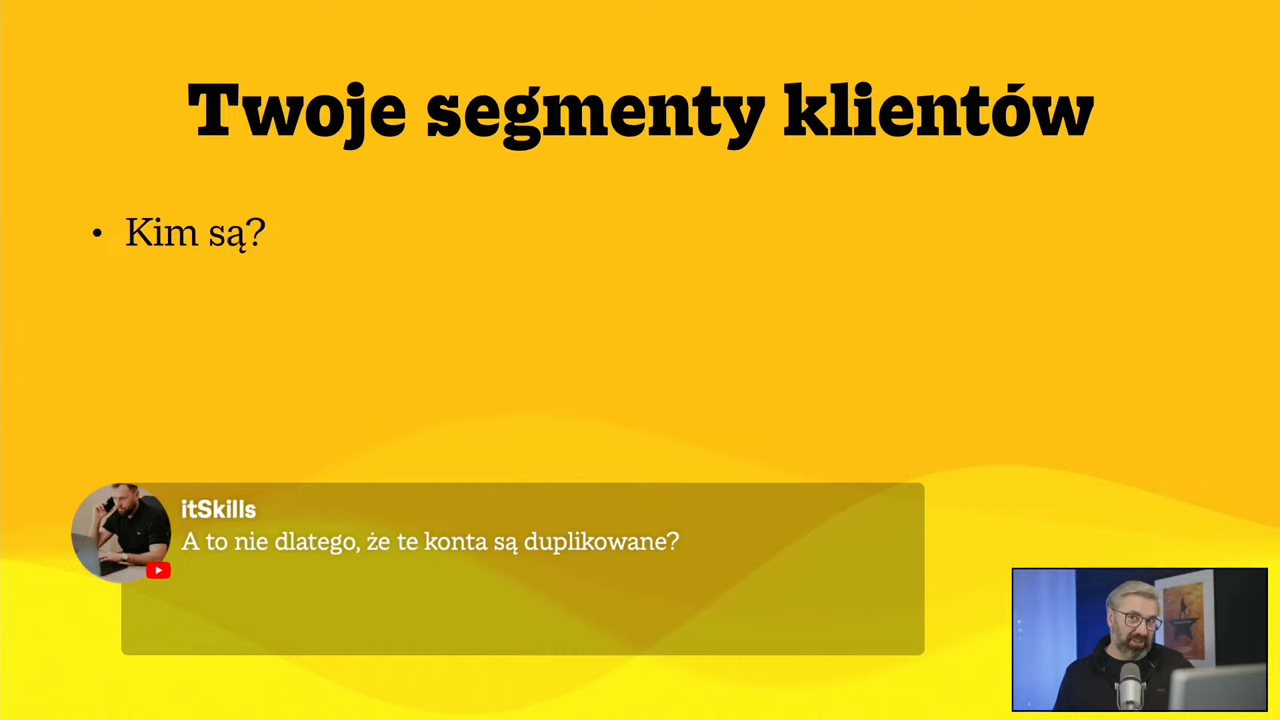 Twoje segmenty klientów
• Kim są?
itSkills
A to nie dlatego, że te konta są duplikowane?